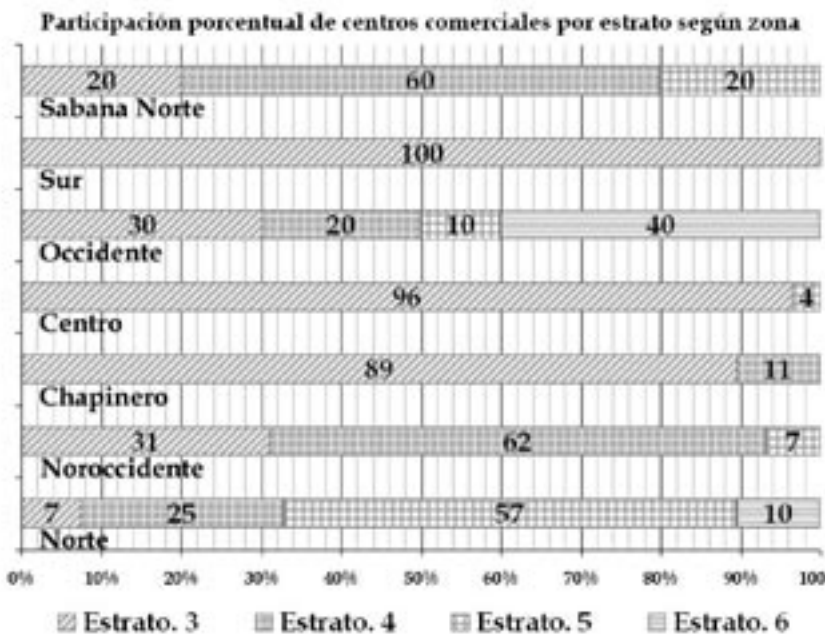 Participación porcentual de centros comerciales por estrato según zona
20 60 20
Sabana Norte
100
Sur
30 20 10 40
Occidente
96 4
Centro
89 11
Chapinero
31 62 7
Noroccidente
7 25 57 10
Norte
0% 10% 20% 30% 40% 50% 60% 70% 80% 90% 100
Estrato. 3 Estrato. 4 Estrato. 5 Estrato. 6